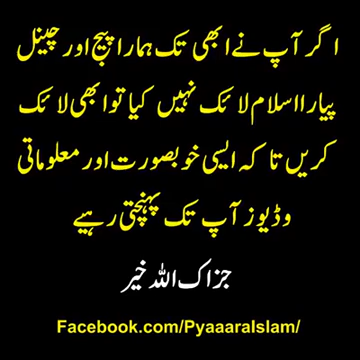 اگر آپ نے ابھی تک ہمارا پیج اور چینل
پیارا اسلام لائک نہیں کیا تو ابھی لائک
کریں تا کہ ایسی خوبصورت اور معلوماتی
وڈیوز آپ تک پہنچتی رہیے
جزاک اللہ خیر
Facebook.com/PyaaaraIslam/